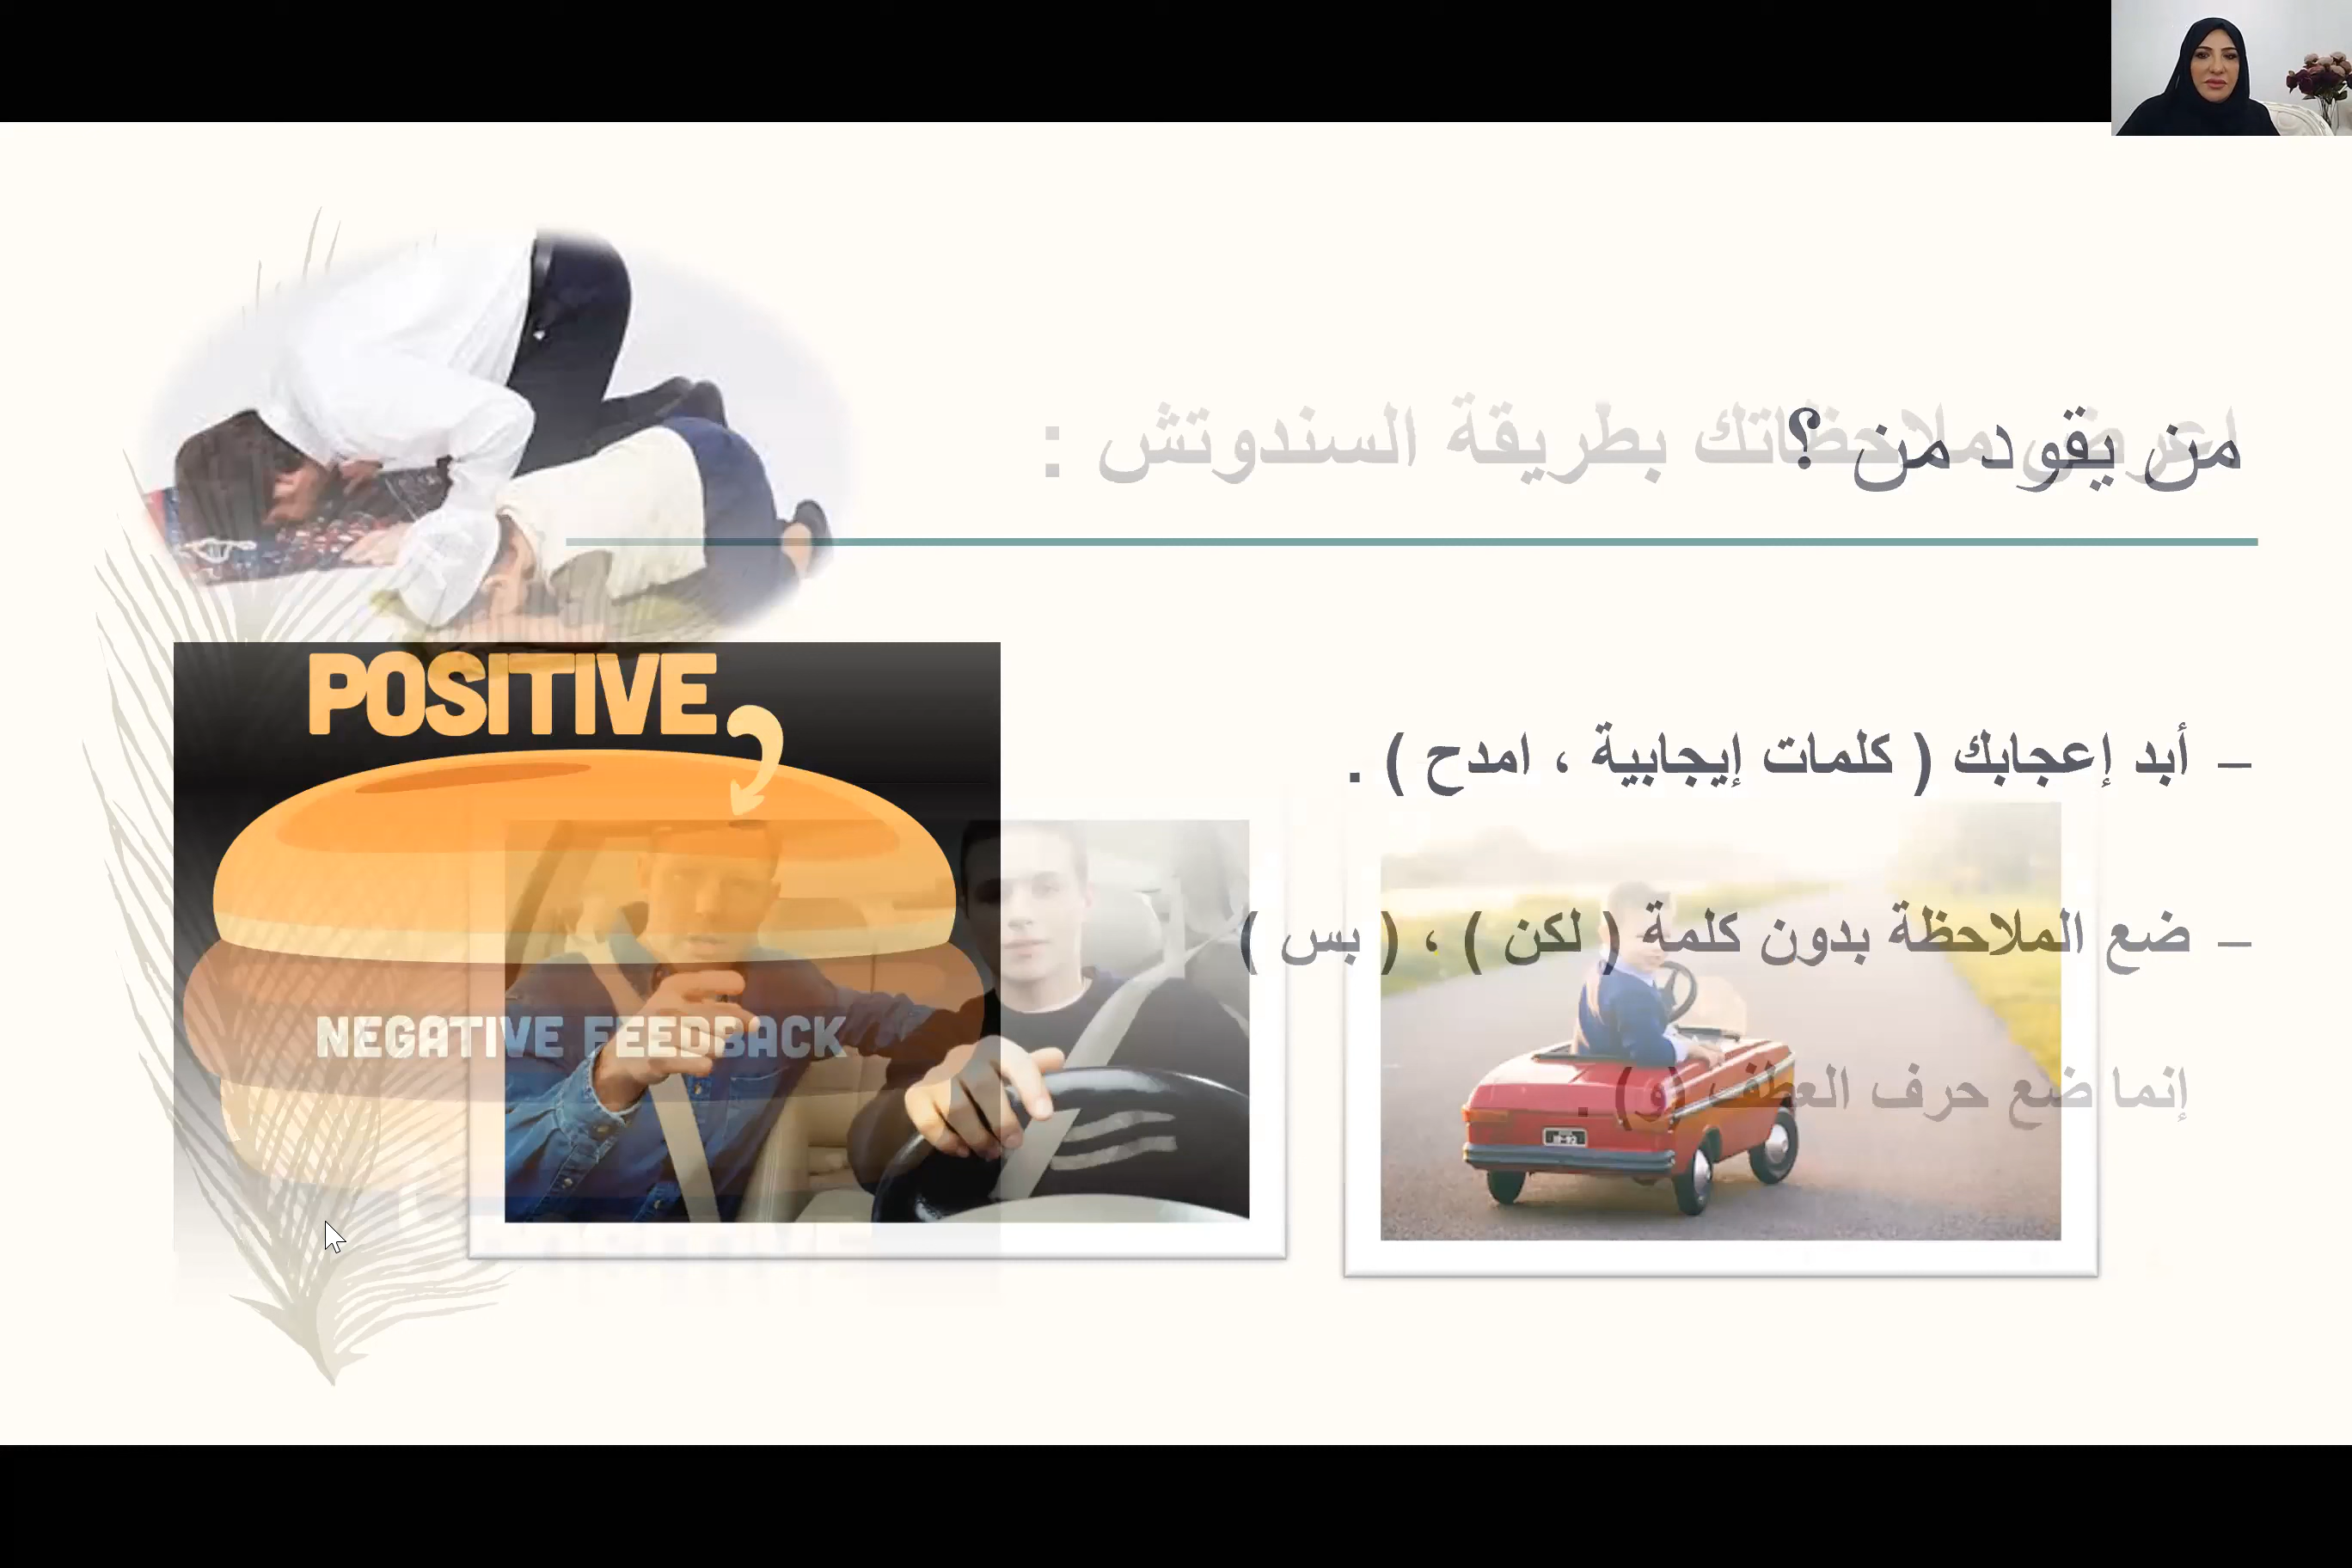 اعرض ملاحظاتك بطريقة السندوتش :
من يقود من ؟
– أبد إعجابك ( كلمات إيجابية ، امدح ) .
– ضع الملاحظة بدون كلمة ( لكن ) ، ( بس )
إنما ضع حرف العطف (و) .
POSITIVE
NEGATIVE FEEDBACK
POSITIVE